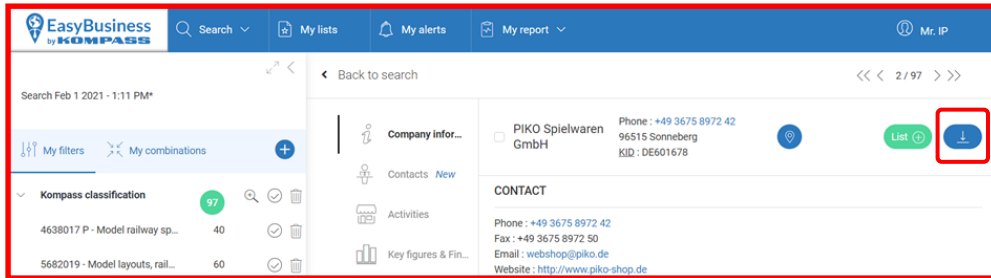 EasyBusiness
by KOMPASS
Search
My lists
My alerts
My report
Mr. IP
Search Feb 1 2021 - 1:11 PM*
Back to search
2 / 97
My filters
My combinations
Kompass classification
97
4638017 P - Model railway sp...
40
5682019 - Model layouts, rail...
60
Company infor...
Contacts New
Activities
Key figures & Fin...
PIKO Spielwaren
GmbH
Phone : +49 3675 8972 42
96515 Sonneberg
KID : DE601678
List
CONTACT
Phone : +49 3675 8972 42
Fax : +49 3675 8972 50
Email : webshop@piko.de
Website : http://www.piko-shop.de